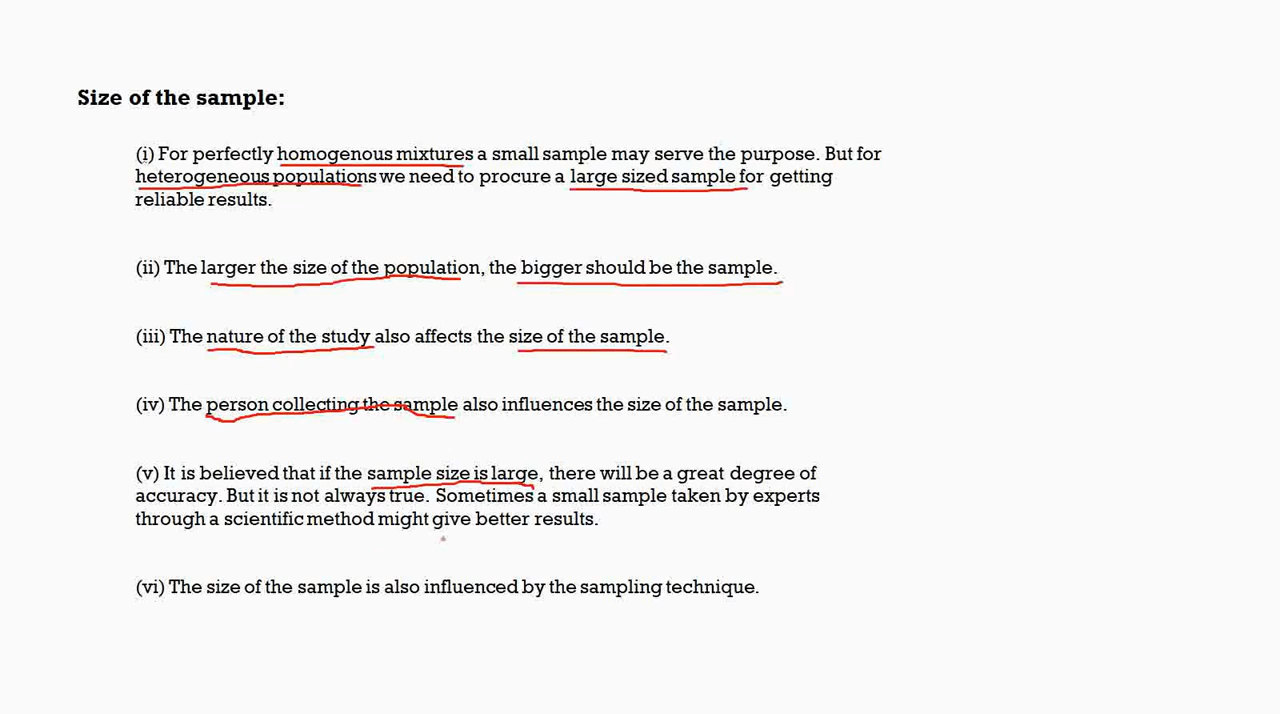 Size of the sample:
(i) For perfectly homogenous mixtures a small sample may serve the purpose. But for
heterogeneous populations we need to procure a large sized sample for getting
reliable results.
(ii) The larger the size of the population, the bigger should be the sample.
(iii) The nature of the study also affects the size of the sample.
(iv) The person collecting the sample also influences the size of the sample.
(v) It is believed that if the sample size is large, there will be a great degree of
accuracy. But it is not always true. Sometimes a small sample taken by experts
through a scientific method might give better results.
(vi) The size of the sample is also influenced by the sampling technique.